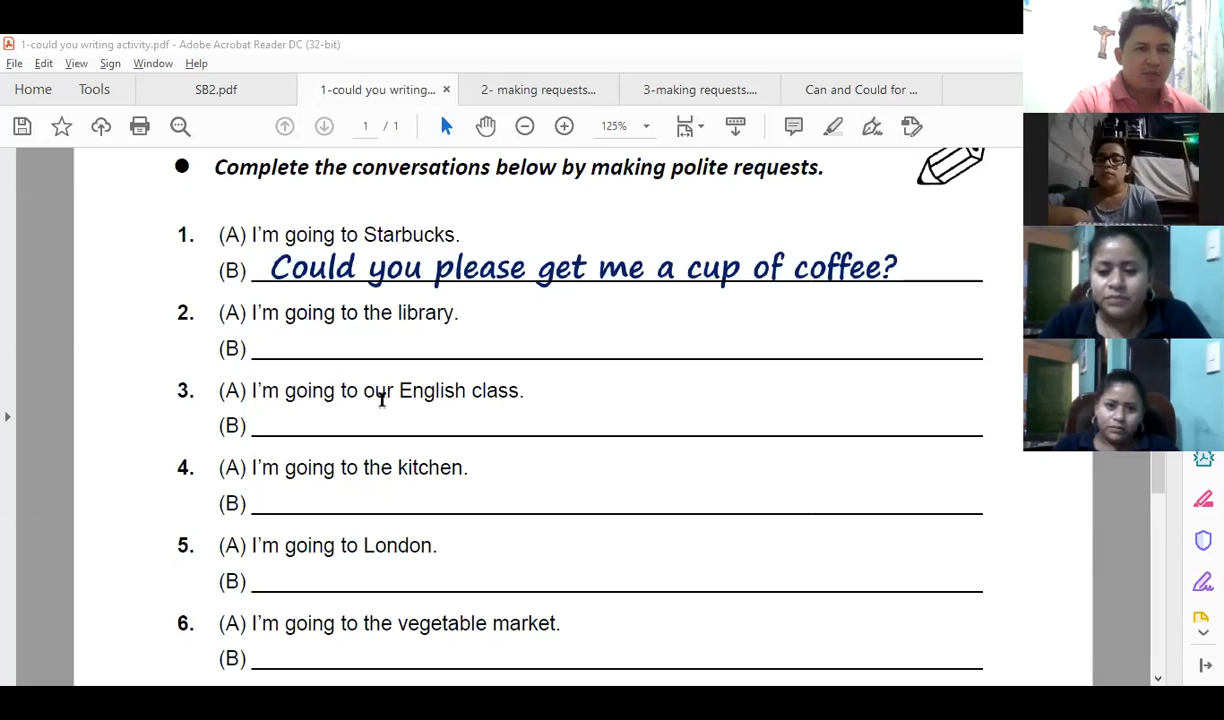 1-could you writing activity.pdf - Adobe Acrobat Reader DC (32-bit)
File Edit View Sign Window Help
Home Tools SB2.pdf 1-could you writing... × 2- making requests... 3-making requests.... Can and Could for ...
1 / 1 125%
● Complete the conversations below by making polite requests.
1. (A) I'm going to Starbucks.
(B) Could you please get me a cup of coffee?
2. (A) I'm going to the library.
(B)
3. (A) I'm going to our English class.
(B)
4. (A) I'm going to the kitchen.
(B)
5. (A) I'm going to London.
(B)
6. (A) I'm going to the vegetable market.
(B)